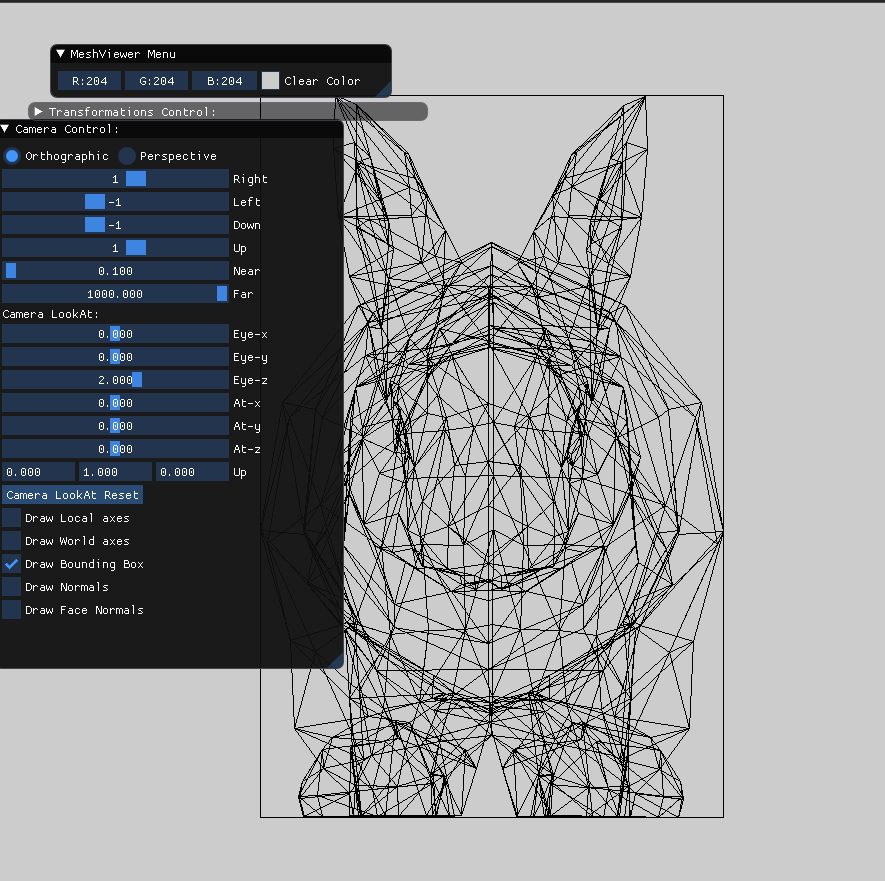 MeshViewer Menu
R:204 G:204 B:204 Clear Color
Transformations Control:
Camera Control:
Orthographic Perspective
1 Right
-1 Left
-1 Down
1 Up
0.100 Near
1000.000 Far
Camera LookAt:
0.000 Eye-x
0.000 Eye-y
2.000 Eye-z
0.000 At-x
0.000 At-y
0.000 At-z
0.000 1.000 0.000 Up
Camera LookAt Reset
Draw Local axes
Draw World axes
Draw Bounding Box
Draw Normals
Draw Face Normals